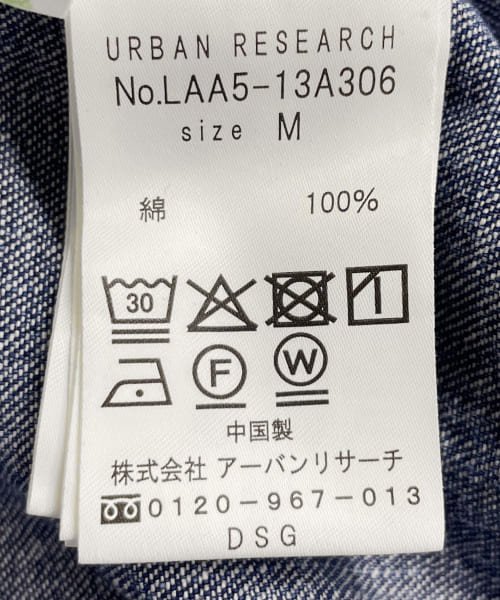 URBAN RESEARCH
No.LAA5-13A306
size M
綿 100%
30
F W
中国製
株式会社 アーバンリサーチ
0120-967-013
DSG